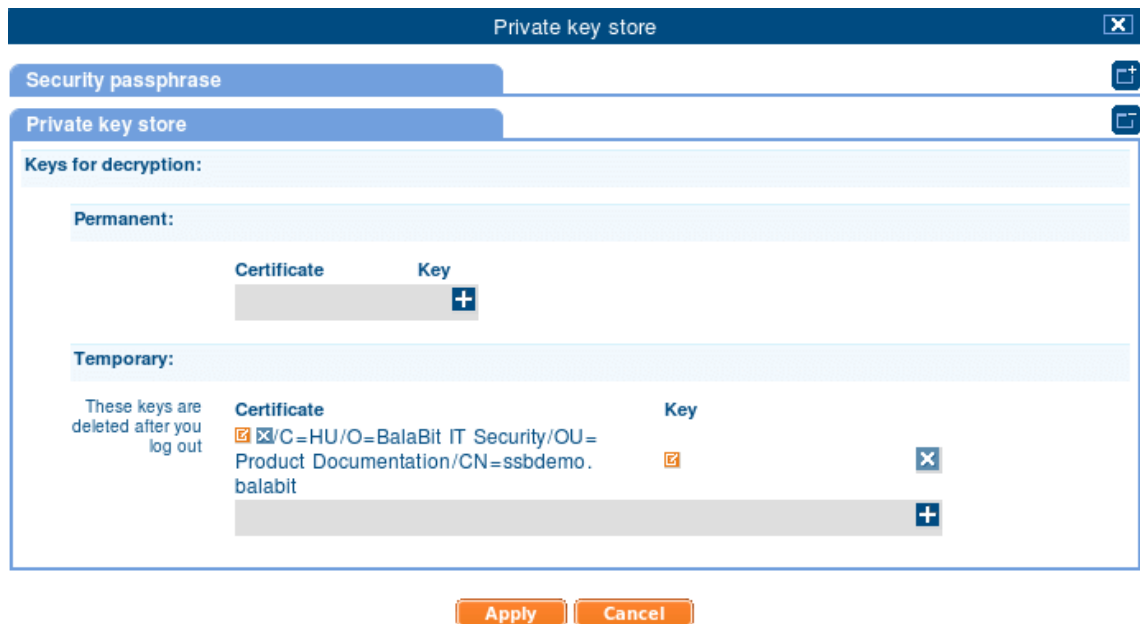 Private key store
Security passphrase
Private key store
Keys for decryption:
Permanent:
Certificate Key
Temporary:
These keys are
deleted after you
log out
Certificate Key
/C=HU/O=BalaBit IT Security/OU=
Product Documentation/CN=ssbdemo.
balabit
Apply Cancel